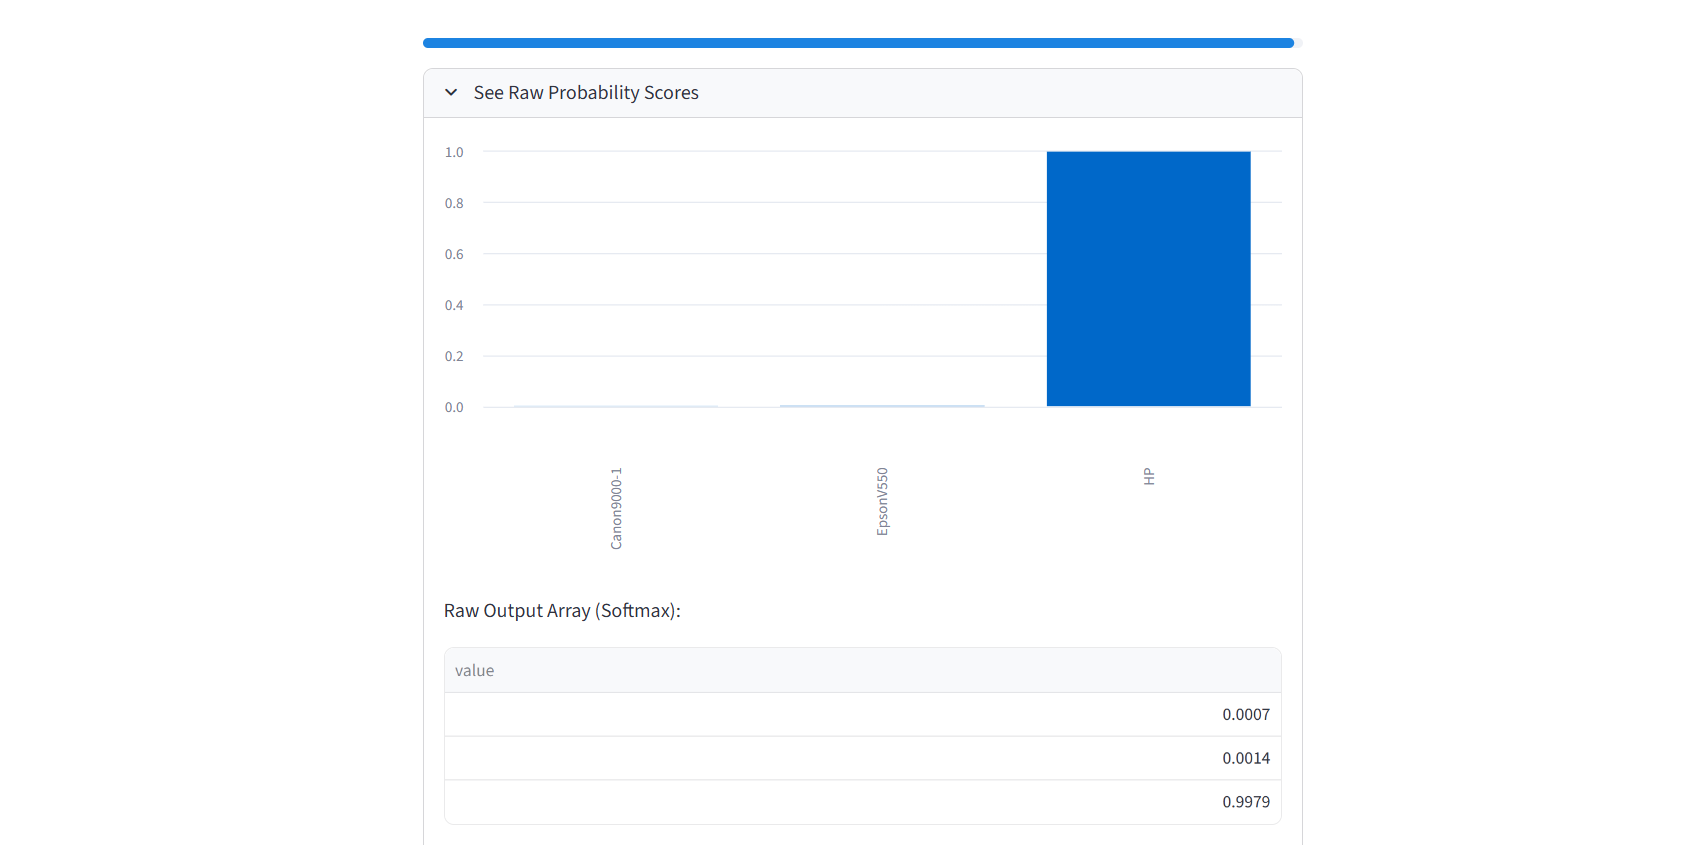 See Raw Probability Scores
1.0
0.8
0.6
0.4
0.2
0.0
Canon9000-1
EpsonV550
HP
Raw Output Array (Softmax):
value
0.0007
0.0014
0.9979